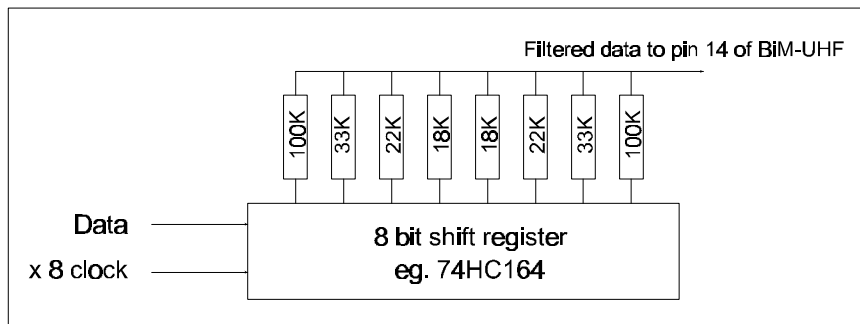 Filtered data to pin 14 of BiM-UHF
100K
33K
22K
18K
18K
22K
33K
100K
Data
x 8 clock
8 bit shift register
eg. 74HC164